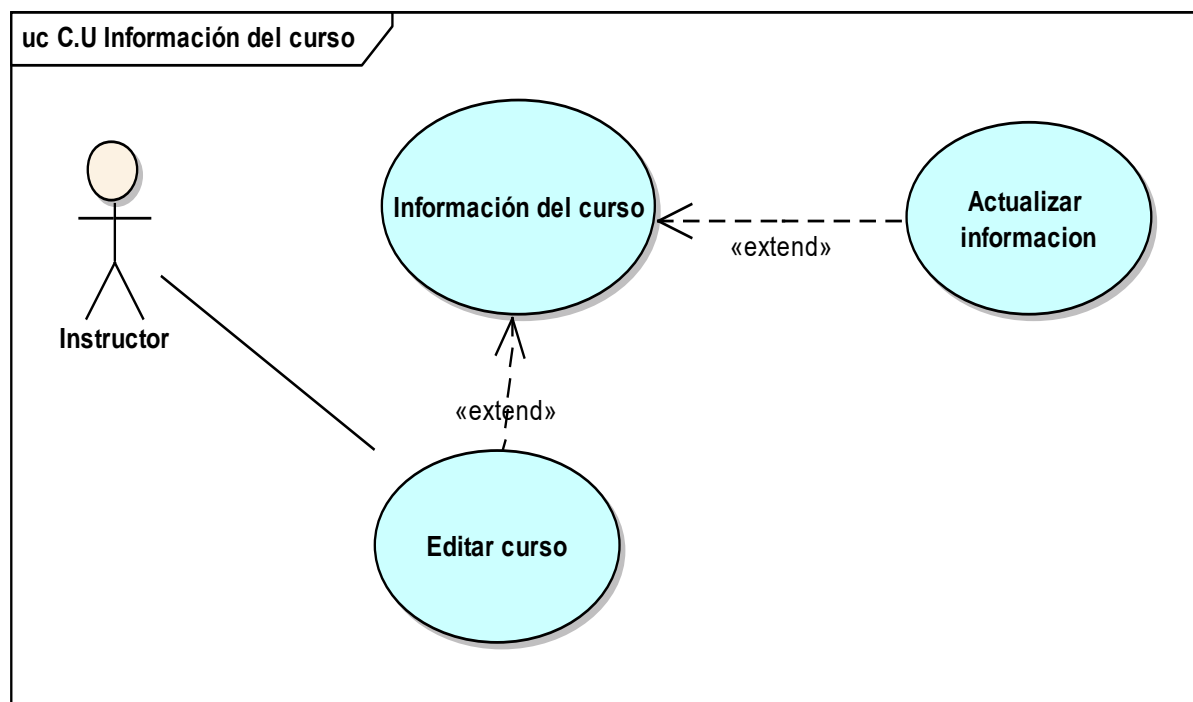 uc C.U Información del curso
Información del curso
Actualizar
informacion
«extend»
Instructor
«extend»
Editar curso